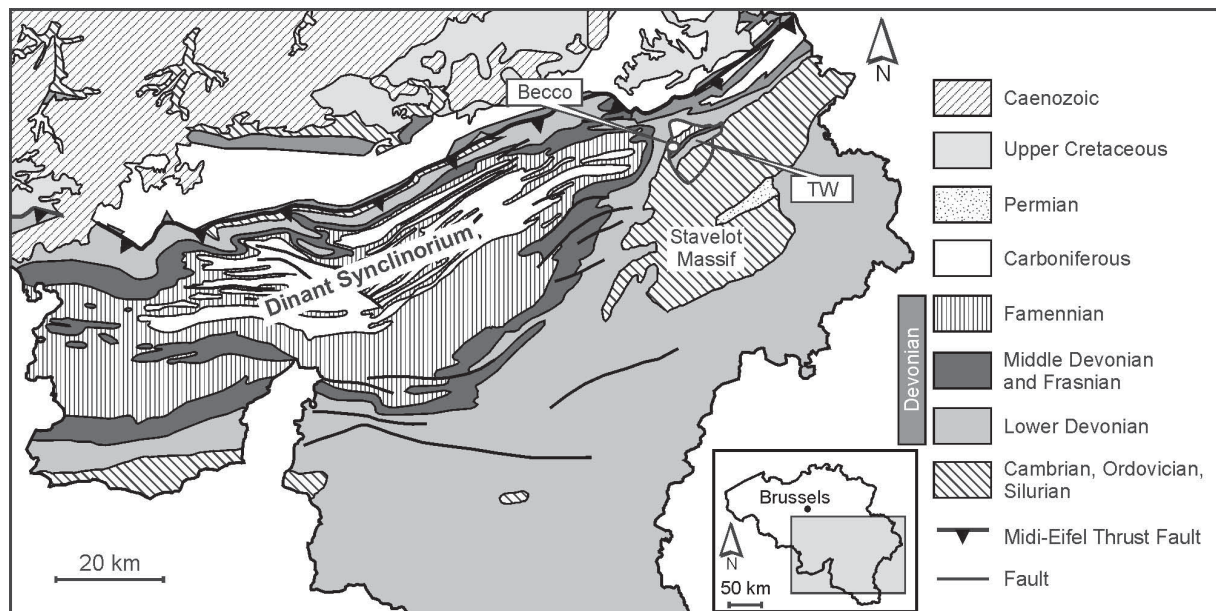 Becco
N
TW
Stavelot
Massif
Dinant Synclinorium
20 km
Brussels
N
50 km
Caenozoic
Upper Cretaceous
Permian
Carboniferous
Devonian
Famennian
Middle Devonian
and Frasnian
Lower Devonian
Cambrian, Ordovician,
Silurian
Midi-Eifel Thrust Fault
Fault